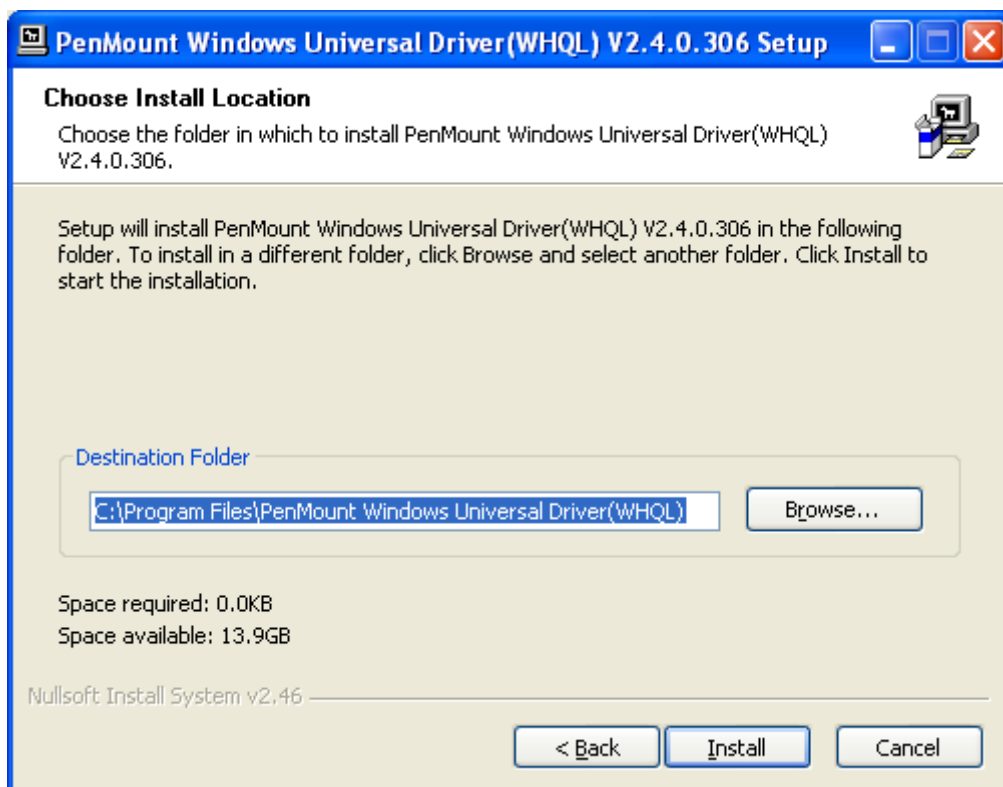 PenMount Windows Universal Driver(WHQL) V2.4.0.306 Setup
Choose Install Location
Choose the folder in which to install PenMount Windows Universal Driver(WHQL)
V2.4.0.306.
Setup will install PenMount Windows Universal Driver(WHQL) V2.4.0.306 in the following
folder. To install in a different folder, click Browse and select another folder. Click Install to
start the installation.
Destination Folder
C:\Program Files\PenMount Windows Universal Driver(WHQL)
Browse...
Space required: 0.0KB
Space available: 13.9GB
Nullsoft Install System v2.46
< Back
Install
Cancel